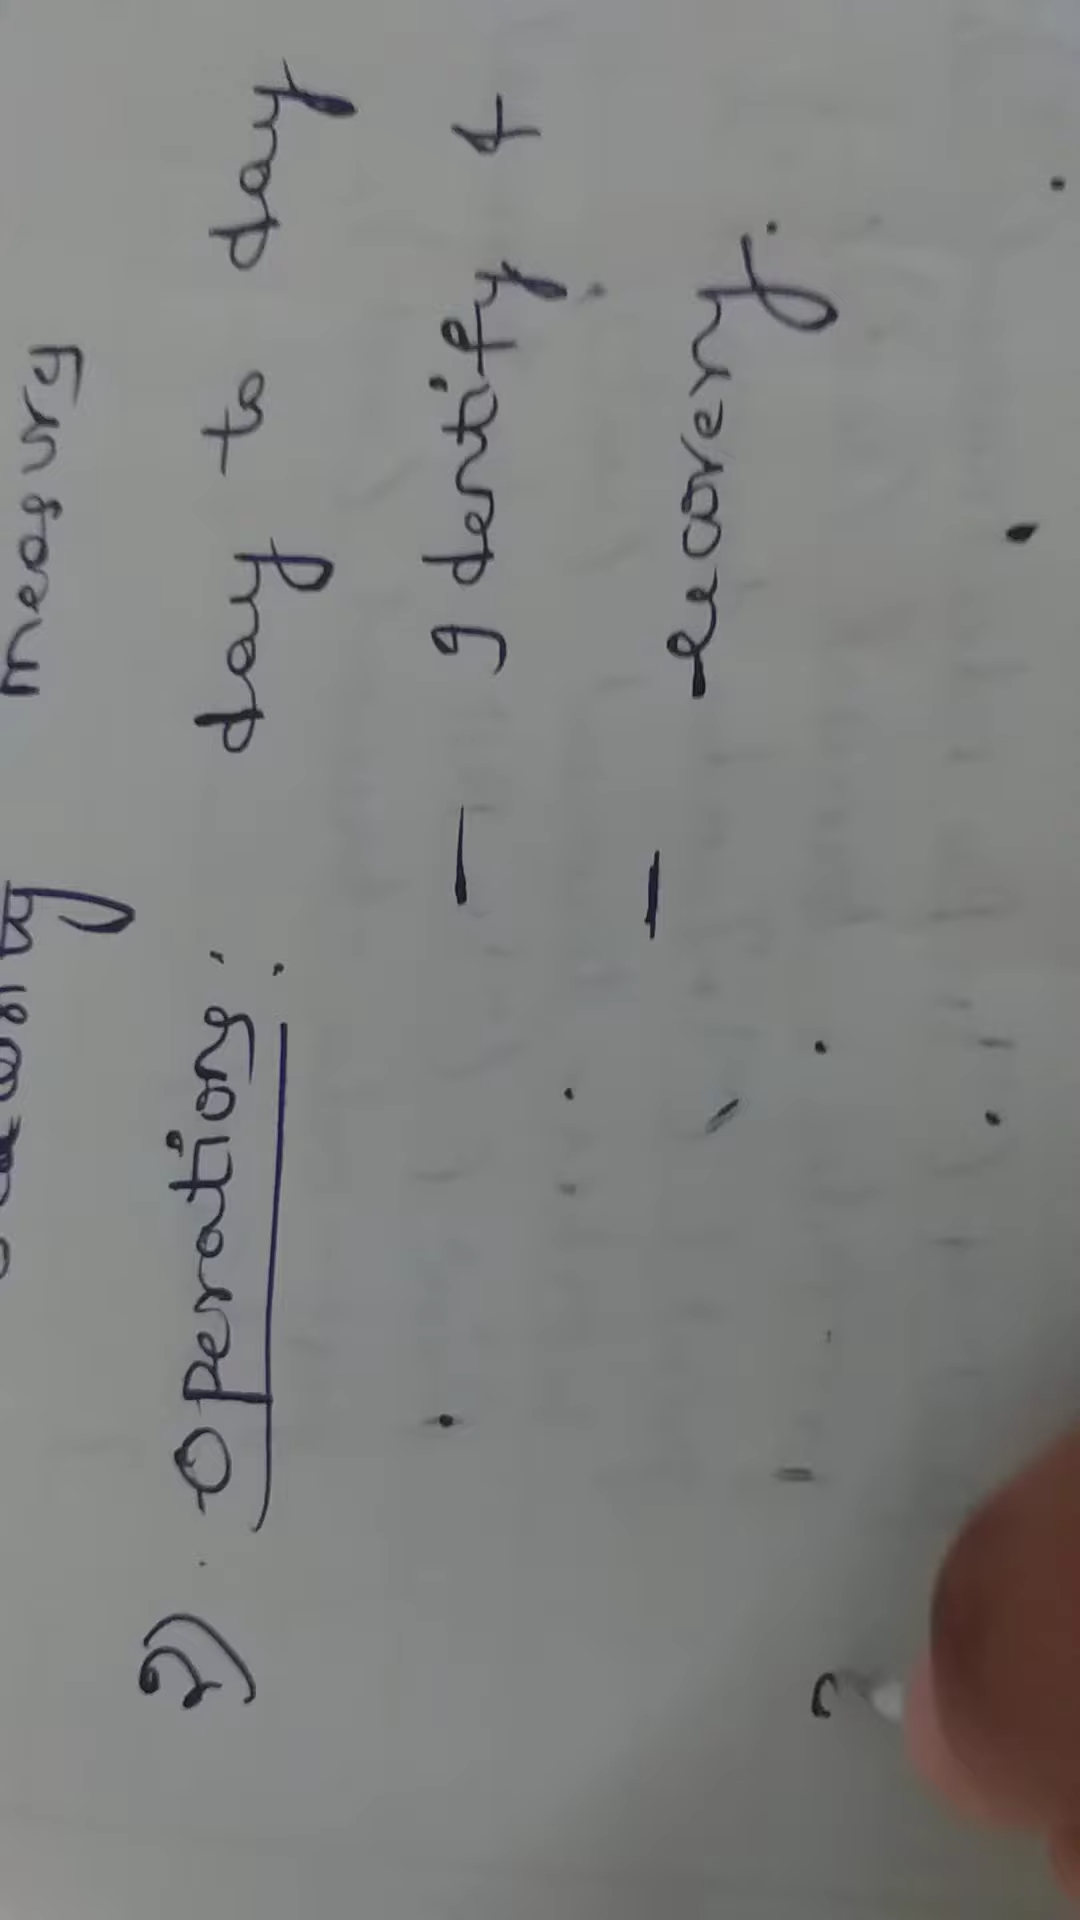 measury
2). Operations: day to day
- Identify &
- recovery.